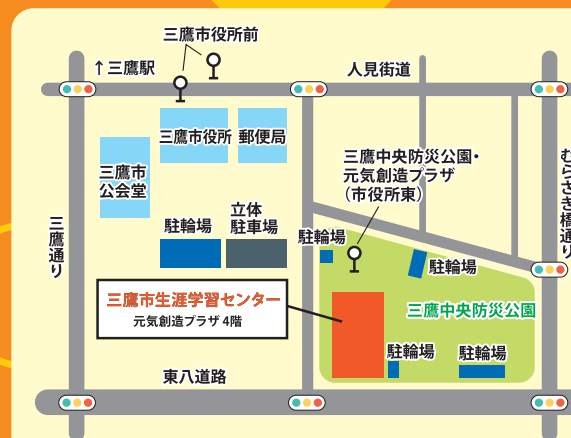 三鷹市役所前
↑三鷹駅
人見街道
三鷹市役所
郵便局
三鷹市
公会堂
三鷹中央防災公園・
元気創造プラザ
（市役所東）
むらさき橋通り
三鷹通り
駐輪場
立体
駐車場
駐輪場
駐輪場
三鷹市生涯学習センター
元気創造プラザ 4階
三鷹中央防災公園
駐輪場
駐輪場
東八道路